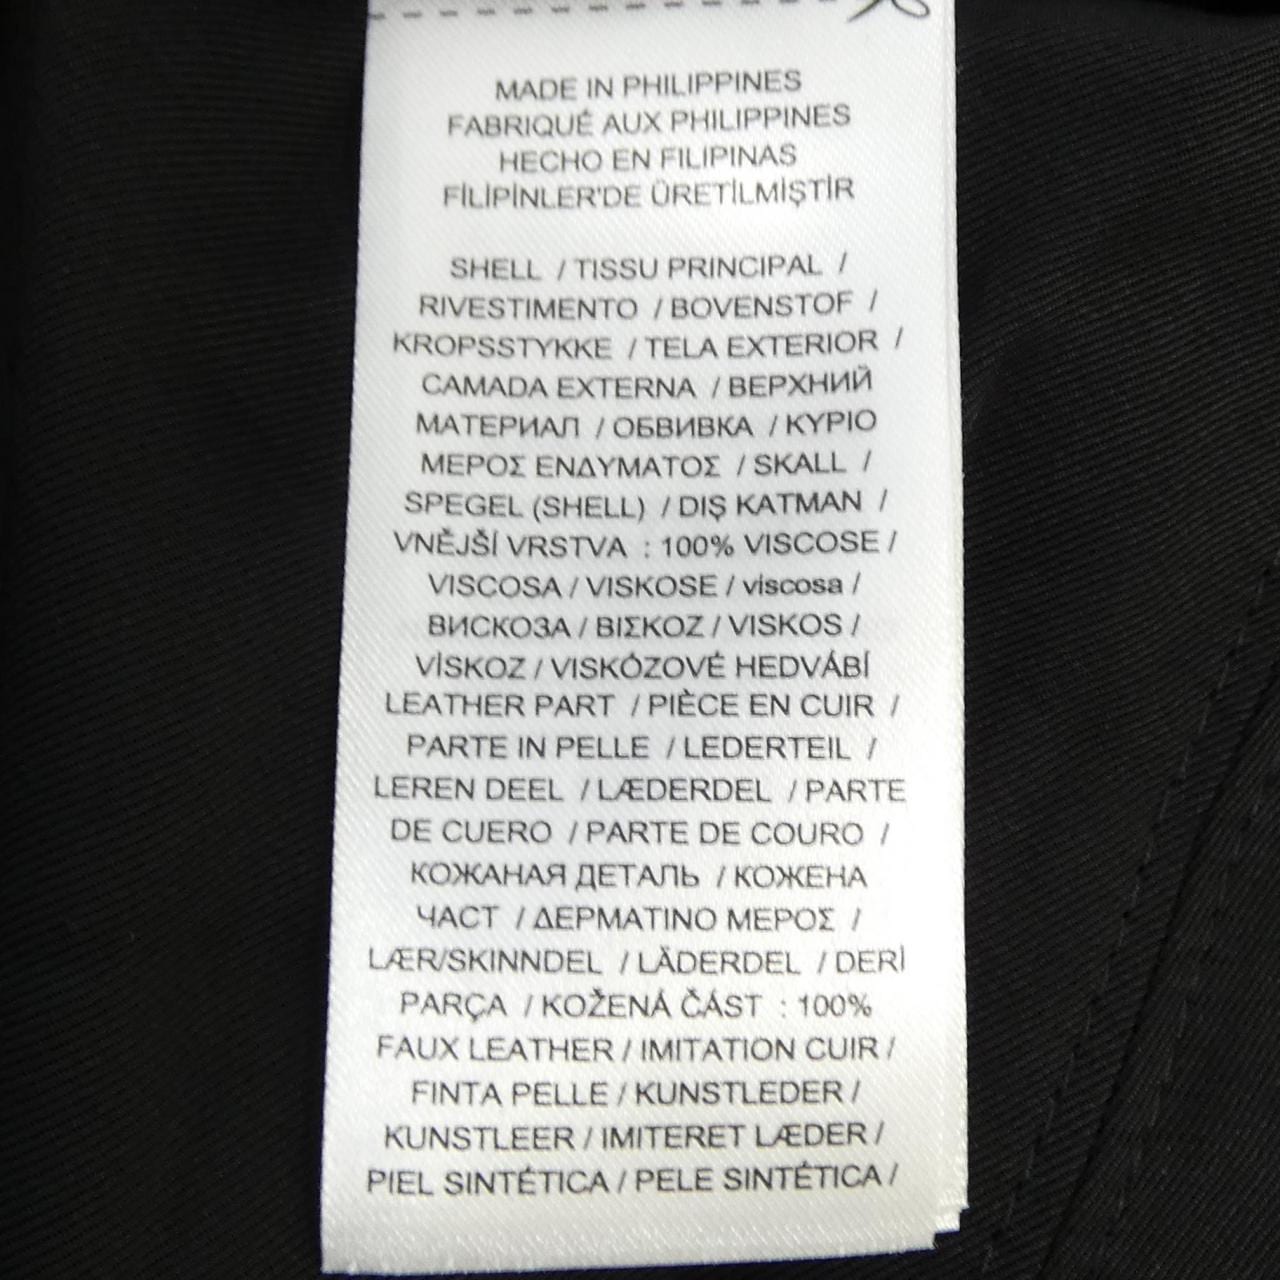 MADE IN PHILIPPINES
FABRIQUÉ AUX PHILIPPINES
HECHO EN FILIPINAS
FİLİPİNLER'DE ÜRETİLMİŞTİR
SHELL / TISSU PRINCIPAL /
RIVESTIMENTO / BOVENSTOF /
KROPSSTYKKE / TELA EXTERIOR /
CAMADA EXTERNA / ВЕРХНИЙ
МАТЕРИАЛ / ОБВИВКА / ΚΥΡΙΟ
ΜΕΡΟΣ ΕΝΔΥΜΑΤΟΣ / SKALL /
SPEGEL (SHELL) / DIŞ KATMAN /
VNĚJŠÍ VRSTVA : 100% VISCOSE /
VISCOSA / VISKOSE / viscosa /
ВИСКОЗА / ΒΙΣΚΟΖ / VISKOS /
VİSKOZ / VISKÓZOVÉ HEDVÁBÍ
LEATHER PART / PIÈCE EN CUIR /
PARTE IN PELLE / LEDERTEIL /
LEREN DEEL / LÆDERDEL / PARTE
DE CUERO / PARTE DE COURO /
КОЖАНАЯ ДЕТАЛЬ / КОЖЕНА
ЧАСТ / ΔΕΡΜΑΤΙΝΟ ΜΕΡΟΣ /
LÆR/SKINNDEL / LÄDERDEL / DERİ
PARÇA / KOŽENÁ ČÁST : 100%
FAUX LEATHER / IMITATION CUIR /
FINTA PELLE / KUNSTLEDER /
KUNSTLEER / IMITERET LÆDER /
PIEL SINTÉTICA / PELE SINTÉTICA /